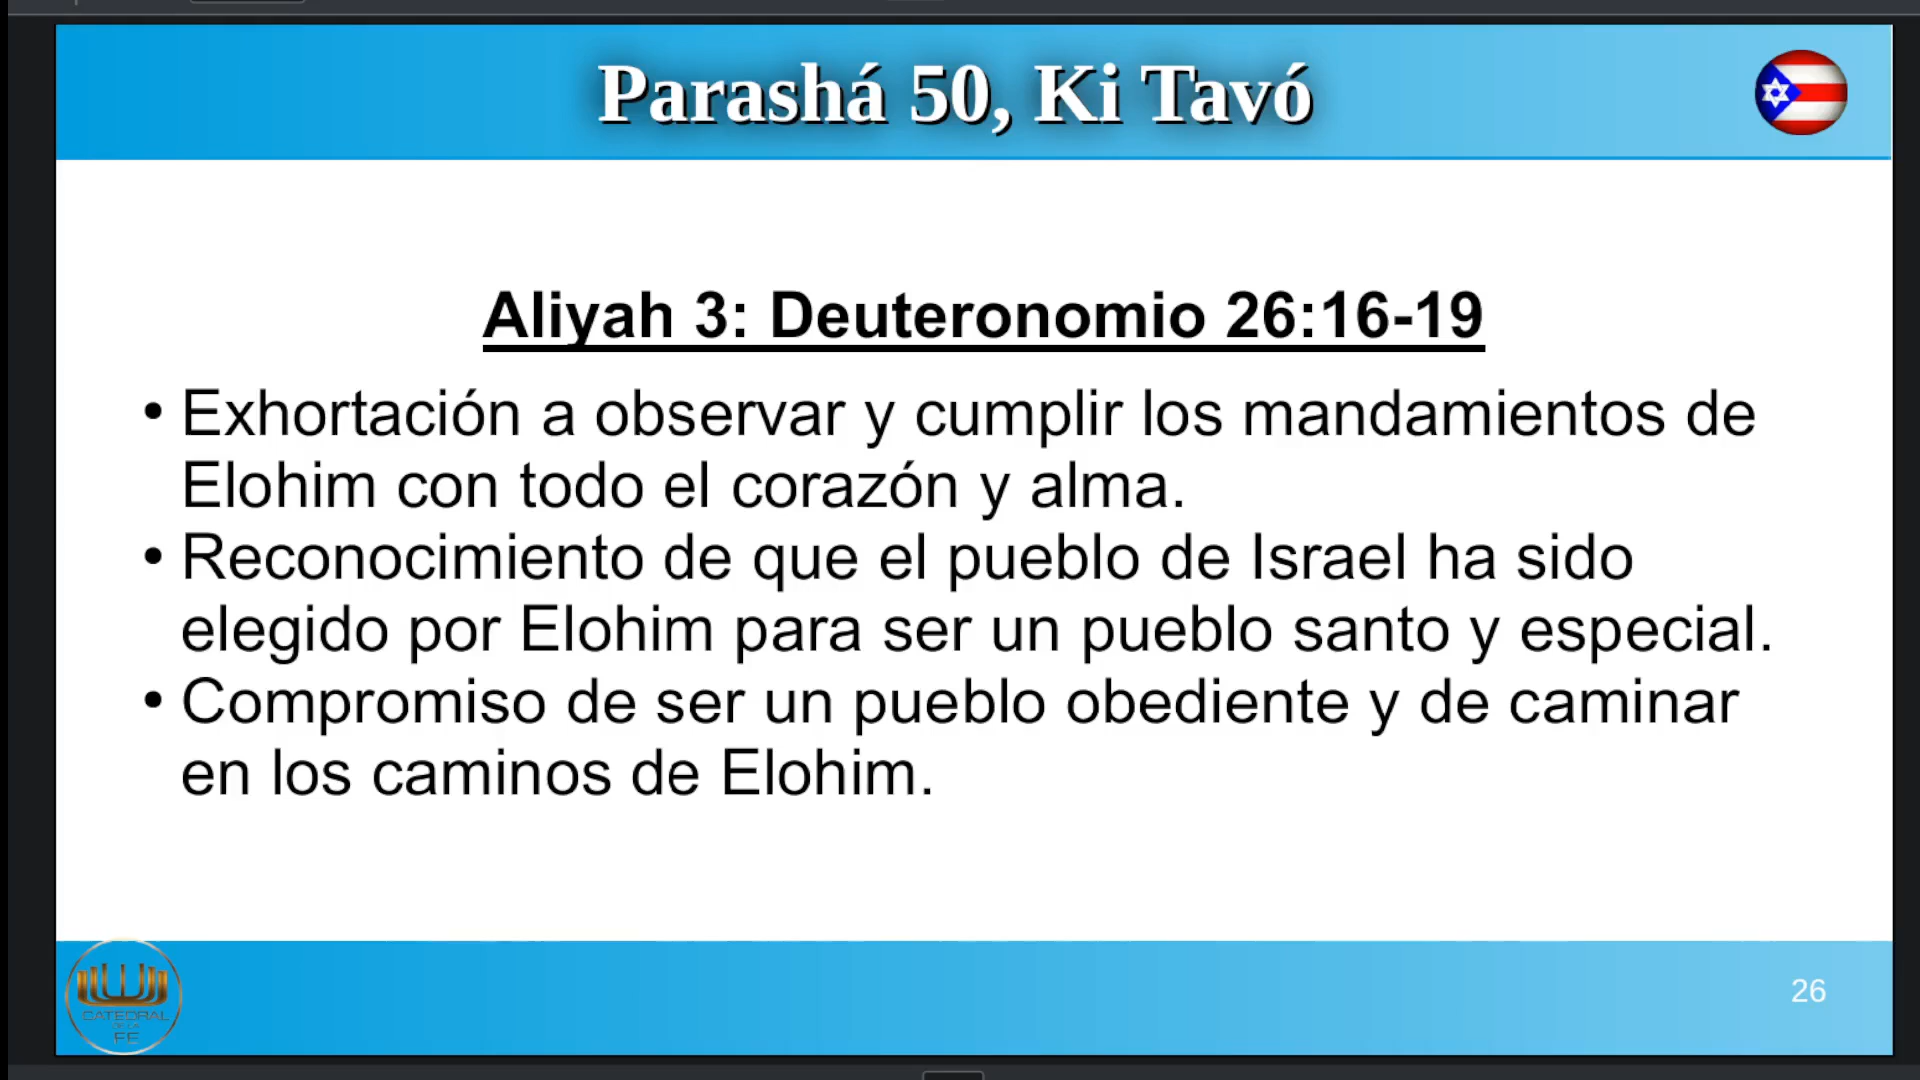 Parashá 50, Ki Tavó
Aliyah 3: Deuteronomio 26:16-19
• Exhortación a observar y cumplir los mandamientos de
Elohim con todo el corazón y alma.
• Reconocimiento de que el pueblo de Israel ha sido
elegido por Elohim para ser un pueblo santo y especial.
• Compromiso de ser un pueblo obediente y de caminar
en los caminos de Elohim.
CATEDRAL
DE LA
FE
26